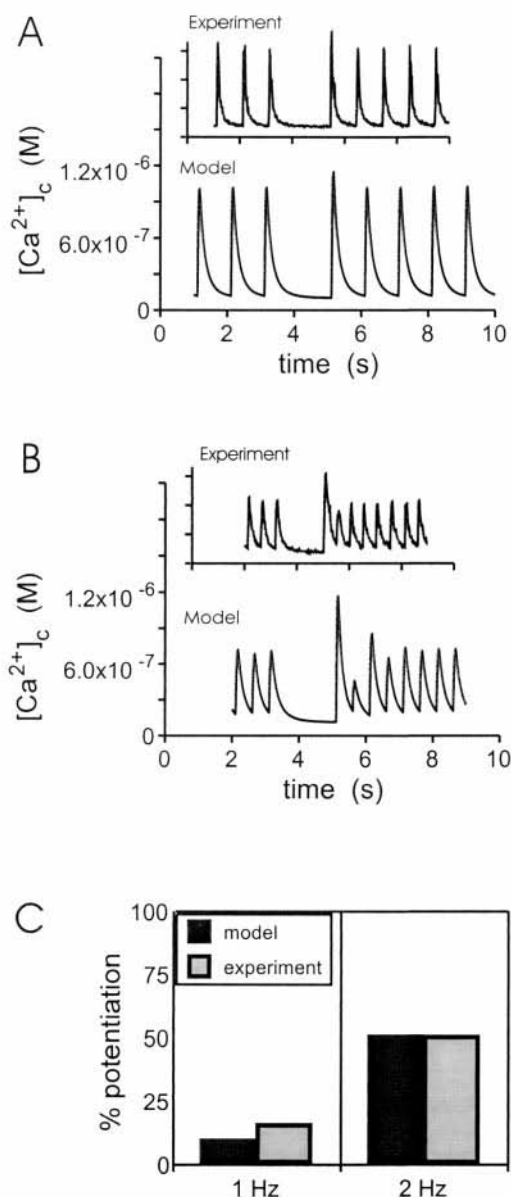 A
Experiment
Model
[Ca²⁺]c (M)
1.2x10⁻⁶
6.0x10⁻⁷
0
0 2 4 6 8 10
time (s)
B
Experiment
Model
[Ca²⁺]c (M)
1.2x10⁻⁶
6.0x10⁻⁷
0
0 2 4 6 8 10
time (s)
C
% potentiation
100
75
50
25
0
model
experiment
1 Hz 2 Hz